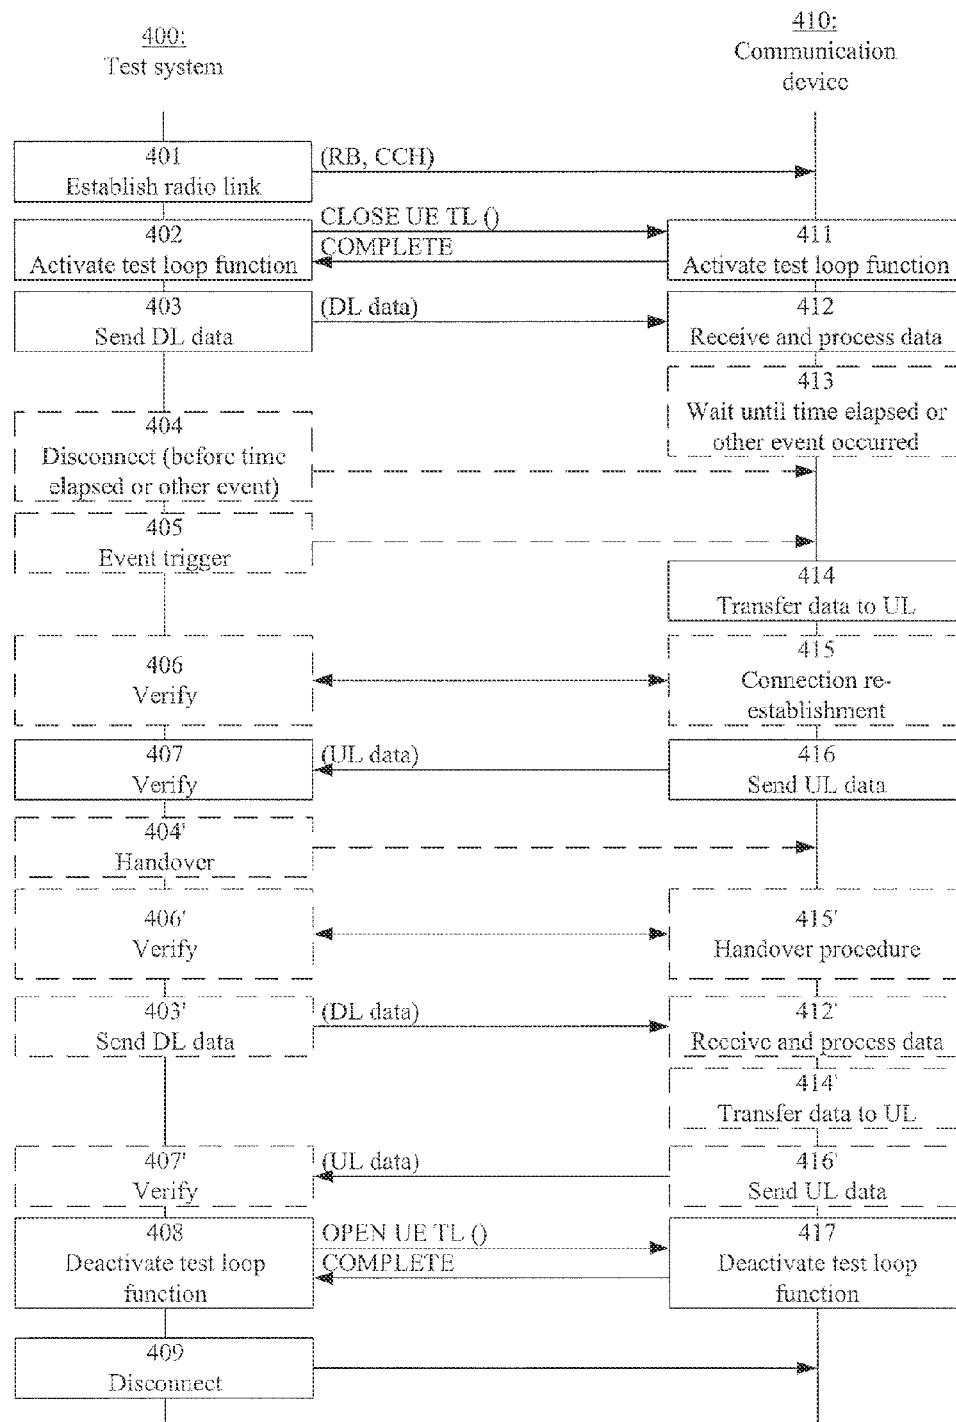 400:
Test system
410:
Communication
device
401
Establish radio link
(RB, CCH)
402
Activate test loop function
CLOSE UE TL ()
COMPLETE
411
Activate test loop function
403
Send DL data
(DL data)
412
Receive and process data
413
Wait until time elapsed or
other event occurred
404
Disconnect (before time
elapsed or other event)
405
Event trigger
414
Transfer data to UL
406
Verify
415
Connection re-
establishment
407
Verify
(UL data)
416
Send UL data
404'
Handover
406'
Verify
415'
Handover procedure
403'
Send DL data
(DL data)
412'
Receive and process data
414'
Transfer data to UL
407'
Verify
(UL data)
416'
Send UL data
408
Deactivate test loop
function
OPEN UE TL ()
COMPLETE
417
Deactivate test loop
function
409
Disconnect